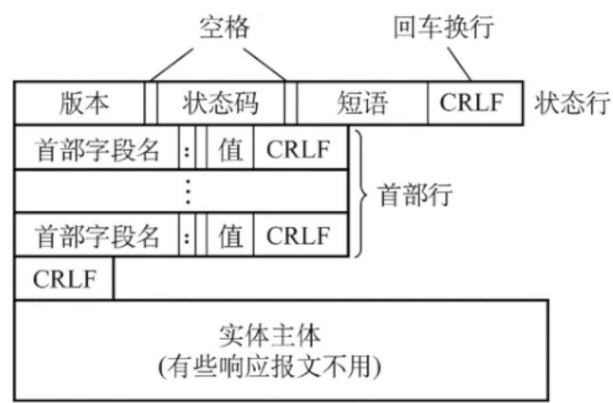 空格 回车换行
版本 状态码 短语 CRLF 状态行
首部字段名 : 值 CRLF
⋮ 首部行
首部字段名 : 值 CRLF
CRLF
实体主体
(有些响应报文不用)